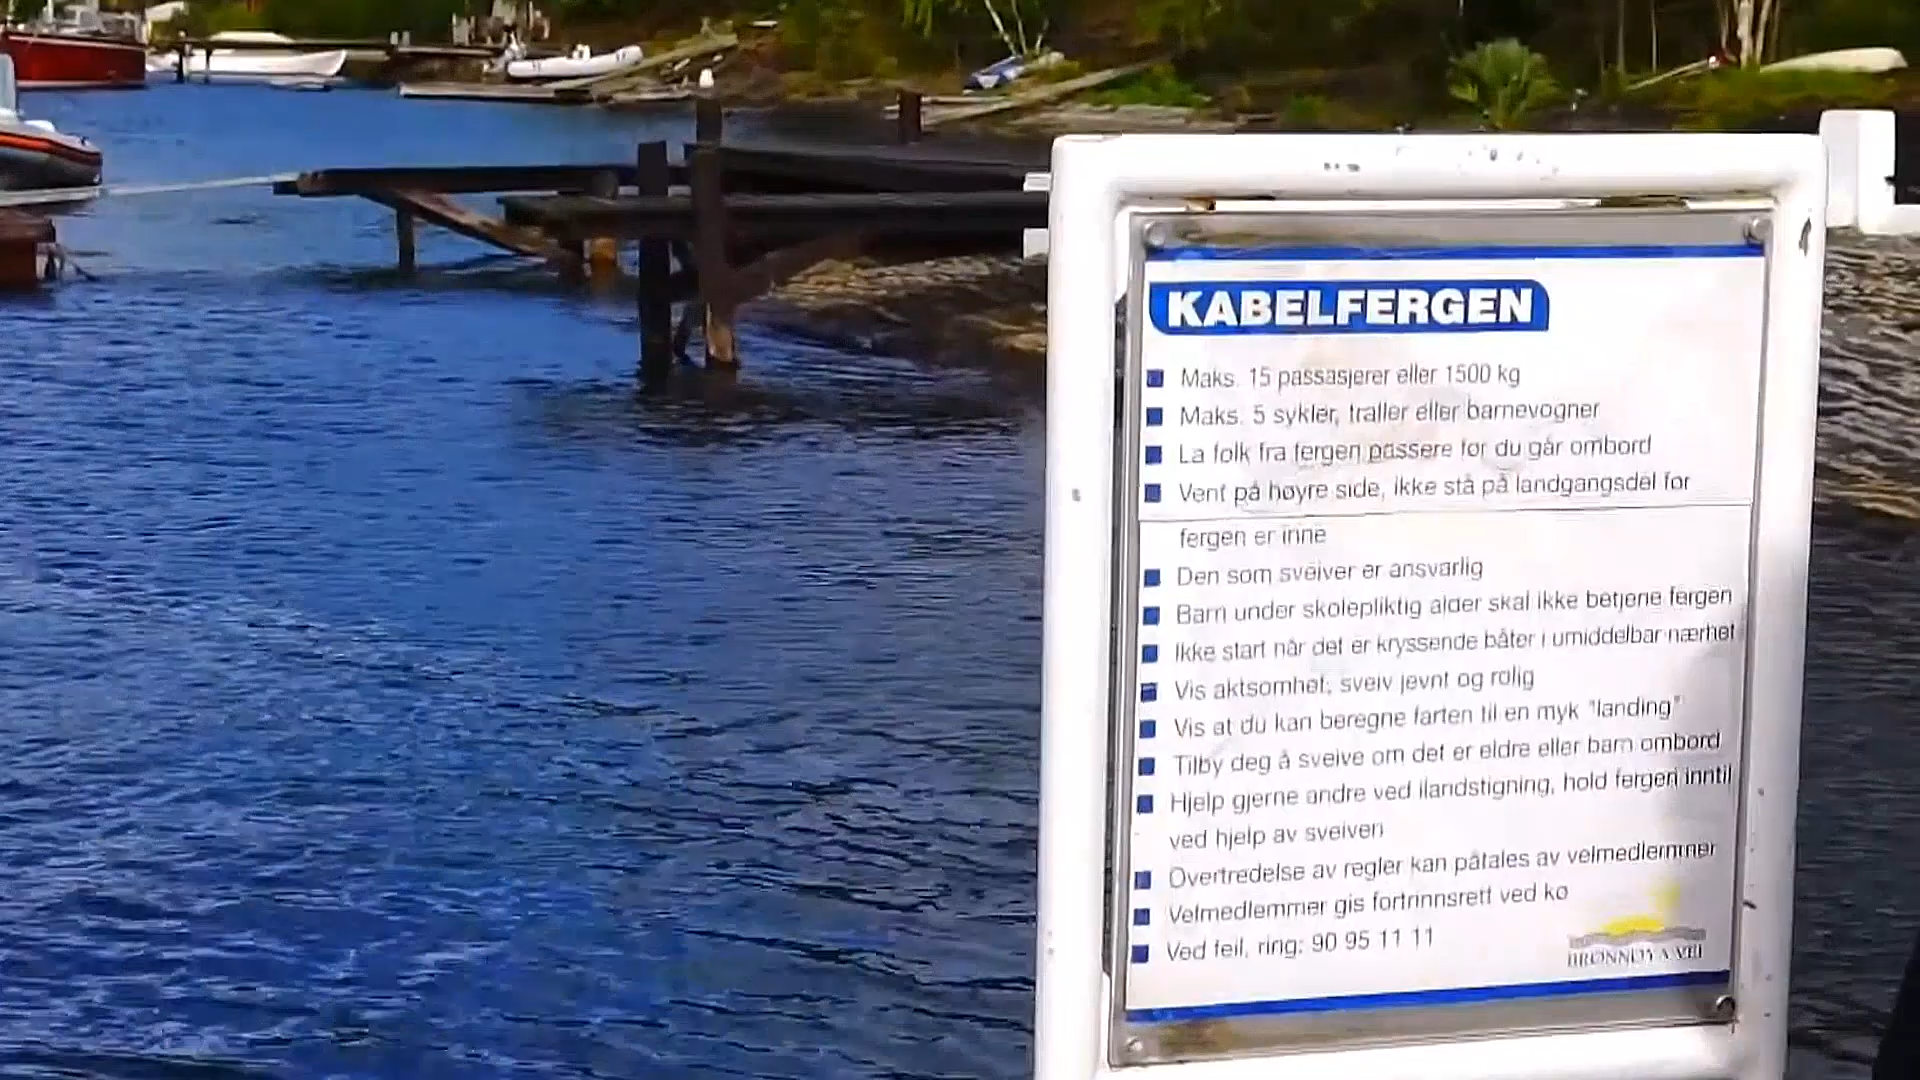 KABELFERGEN
Maks. 15 passasjerer eller 1500 kg
Maks. 5 sykler, traller eller barnevogner
La folk fra fergen passere før du går ombord
Vent på høyre side, ikke stå på landgangsdel før
fergen er inne
Den som sveiver er ansvarlig
Barn under skolepliktig alder skal ikke betjene fergen
Ikke start når det er kryssende båter i umiddelbar nærhet
Vis aktsomhet, sveiv jevnt og rolig
Vis at du kan beregne farten til en myk "landing"
Tilby deg å sveive om det er eldre eller barn ombord
Hjelp gjerne andre ved ilandstigning, hold fergen inntil
ved hjelp av sveiven
Overtredelse av regler kan påtales av velmedlemmer
Velmedlemmer gis fortrinnsrett ved kø
Ved feil, ring: 90 95 11 11
BRØNNØYA VEL